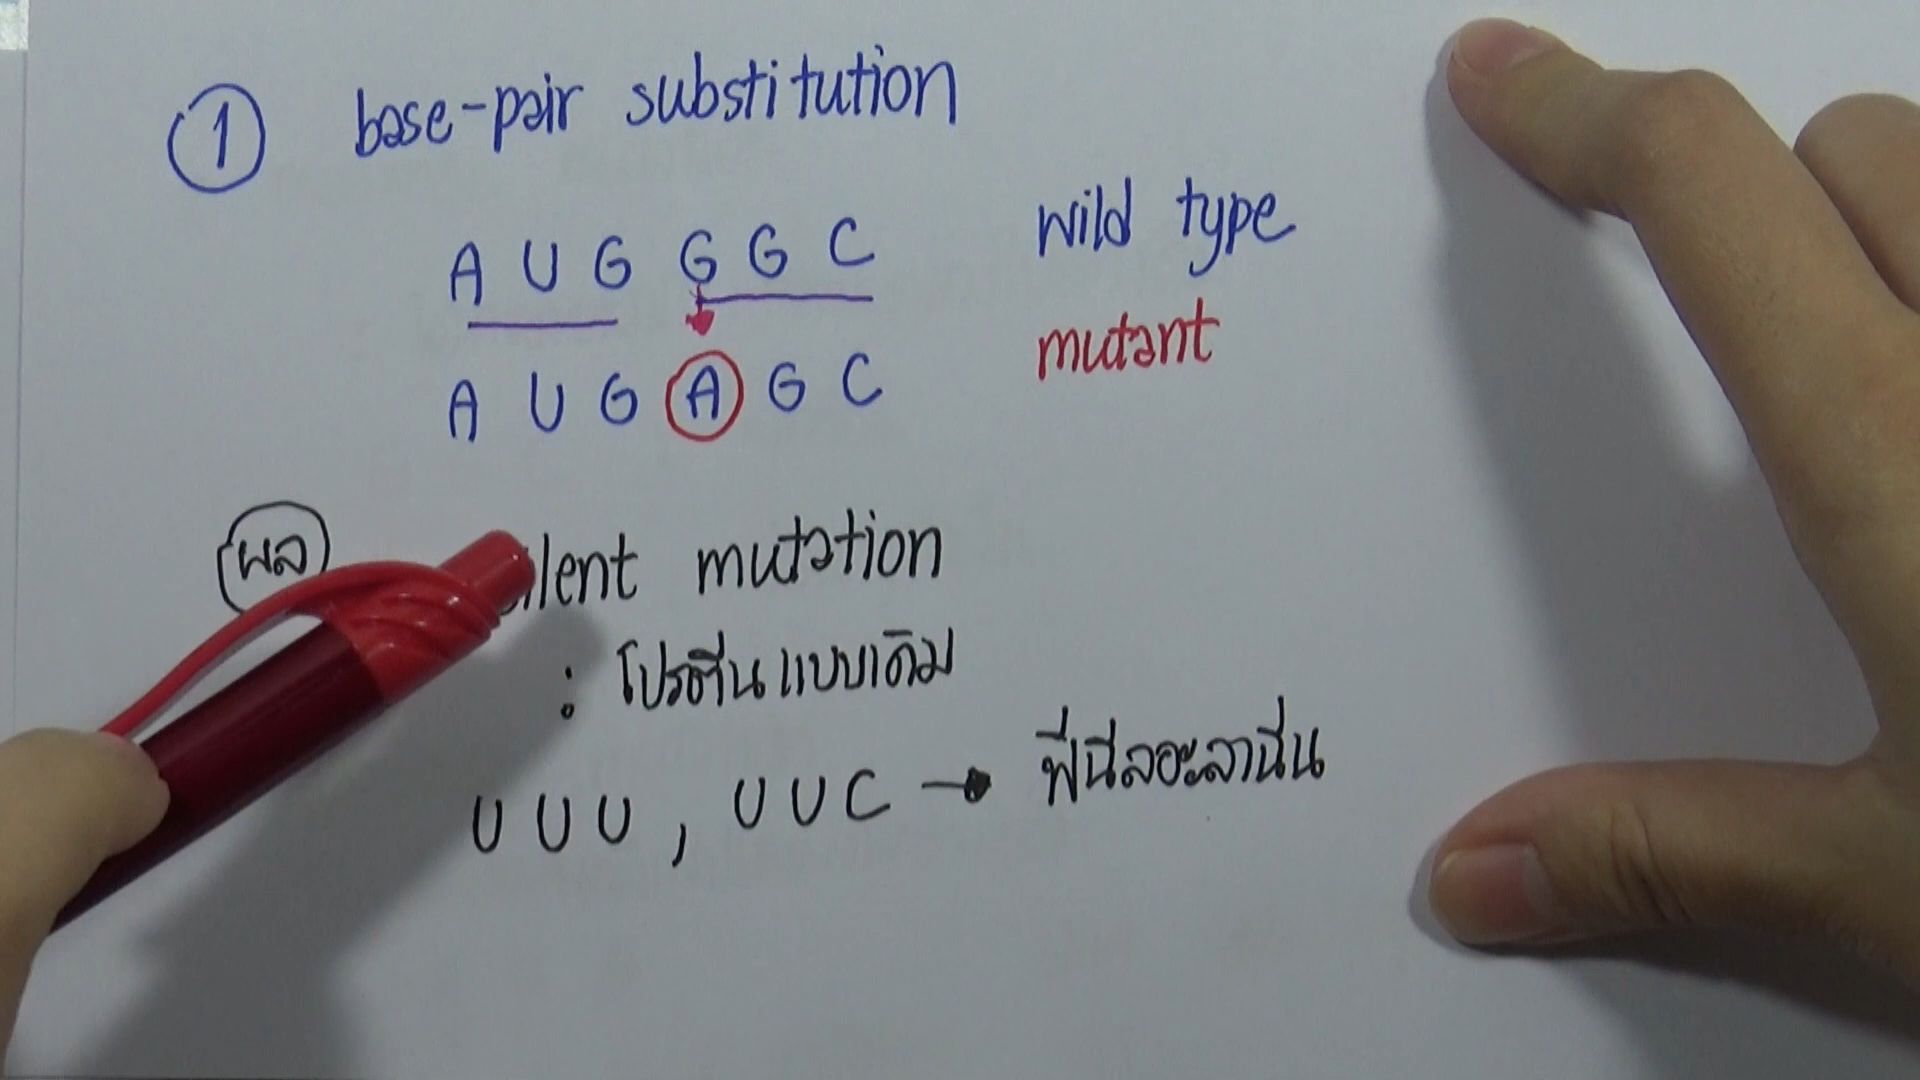 1 base-pair substitution
A U G G G C wild type
A U G A G C mutant
ผล ilent mutation
: โปรตีนแบบเดิม
U U U , U U C → ฟีนิลอะลานีน